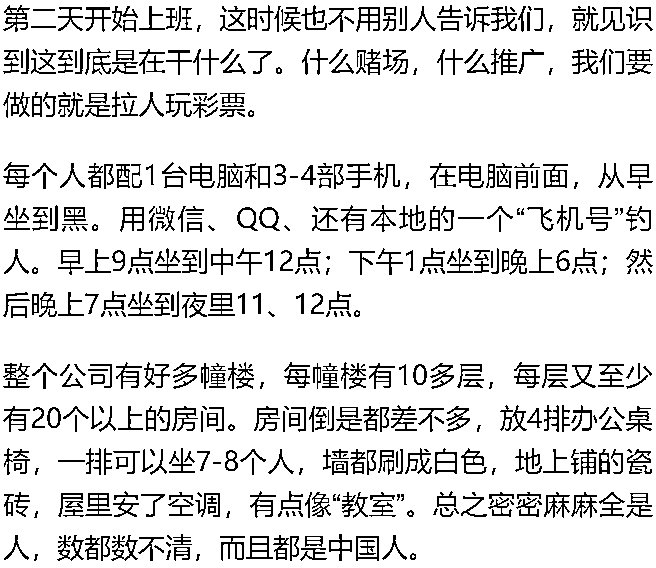 第二天开始上班，这时候也不用别人告诉我们，就见识
到这到底是在干什么了。什么赌场，什么推广，我们要
做的就是拉人玩彩票。
每个人都配1台电脑和3-4部手机，在电脑前面，从早
坐到黑。用微信、QQ、还有本地的一个“飞机号”钓
人。早上9点坐到中午12点；下午1点坐到晚上6点；然
后晚上7点坐到夜里11、12点。
整个公司有好多幢楼，每幢楼有10多层，每层又至少
有20个以上的房间。房间倒是都差不多，放4排办公桌
椅，一排可以坐7-8个人，墙都刷成白色，地上铺的瓷
砖，屋里安了空调，有点像“教室”。总之密密麻麻全是
人，数都数不清，而且都是中国人。